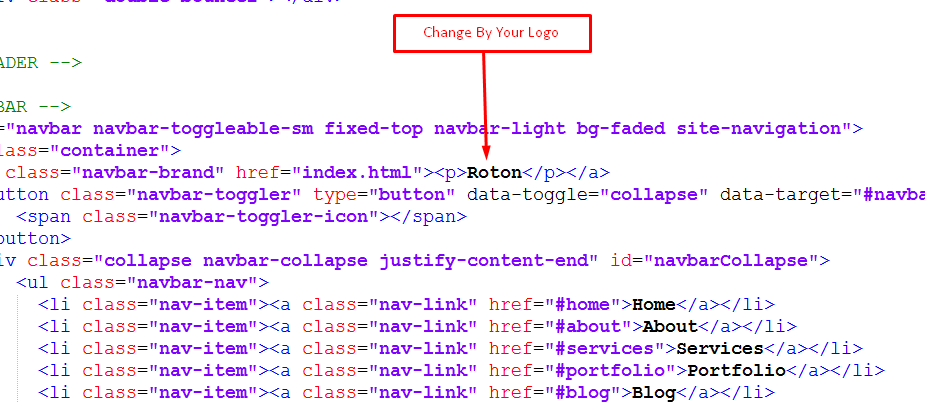 class="double-bounce2"></div>
Change By Your Logo
ADER -->
BAR -->
="navbar navbar-toggleable-sm fixed-top navbar-light bg-faded site-navigation">
lass="container">
class="navbar-brand" href="index.html"><p>Roton</p></a>
utton class="navbar-toggler" type="button" data-toggle="collapse" data-target="#navba
<span class="navbar-toggler-icon"></span>
button>
iv class="collapse navbar-collapse justify-content-end" id="navbarCollapse">
<ul class="navbar-nav">
<li class="nav-item"><a class="nav-link" href="#home">Home</a></li>
<li class="nav-item"><a class="nav-link" href="#about">About</a></li>
<li class="nav-item"><a class="nav-link" href="#services">Services</a></li>
<li class="nav-item"><a class="nav-link" href="#portfolio">Portfolio</a></li>
<li class="nav-item"><a class="nav-link" href="#blog">Blog</a></li>